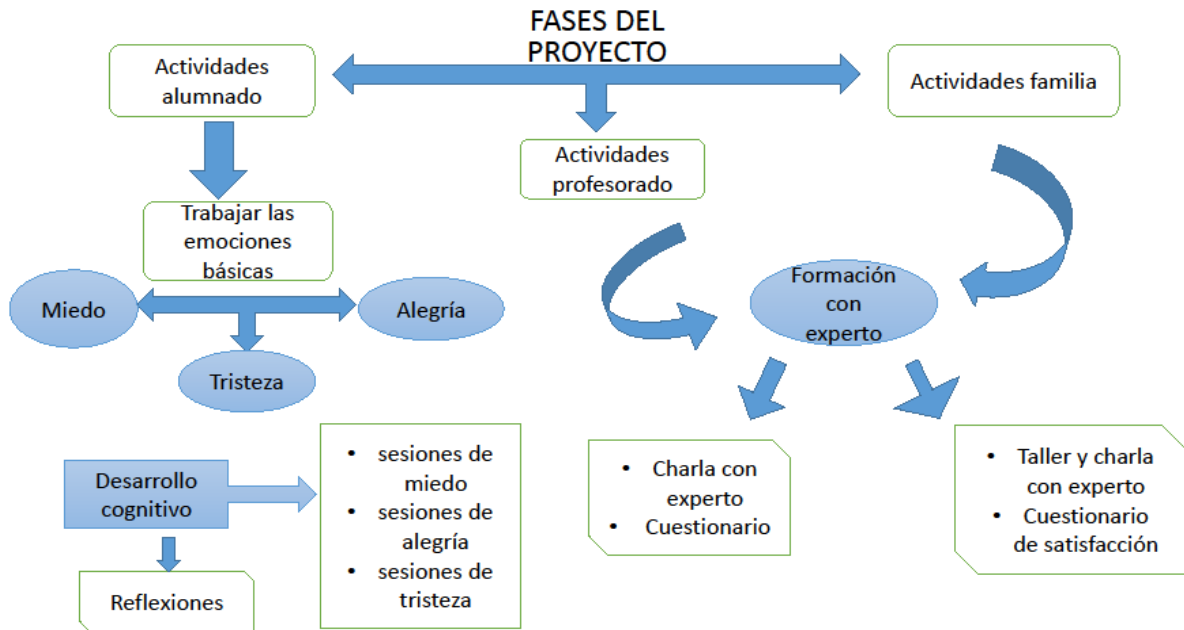 FASES DEL
PROYECTO
Actividades
alumnado
Actividades familia
Actividades
profesorado
Trabajar las
emociones
básicas
Miedo
Alegría
Tristeza
Formación
con
experto
Desarrollo
cognitivo
• sesiones de
miedo
• sesiones de
alegría
• sesiones de
tristeza
Reflexiones
• Charla con
experto
• Cuestionario
• Taller y charla
con experto
• Cuestionario
de satisfacción